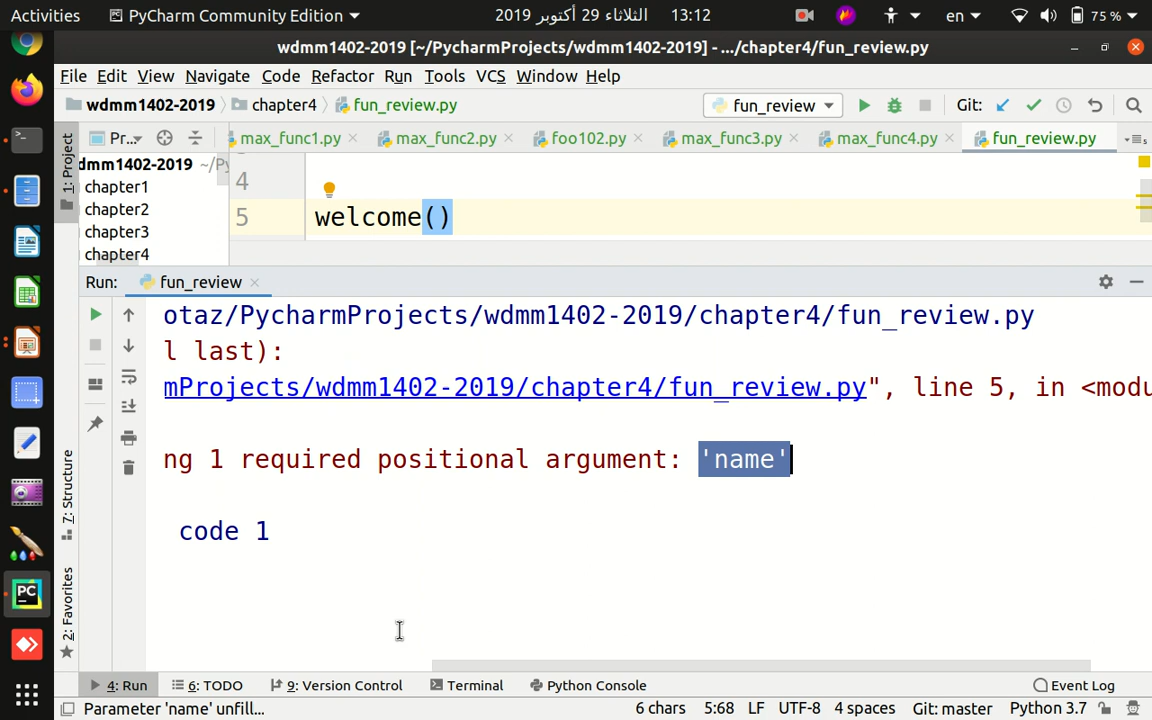 Activities PyCharm Community Edition الثلاثاء 29 أكتوبر 2019 13:12 en 75 %
wdmm1402-2019 [~/PycharmProjects/wdmm1402-2019] - .../chapter4/fun_review.py
File Edit View Navigate Code Refactor Run Tools VCS Window Help
wdmm1402-2019 chapter4 fun_review.py fun_review Git:
1: Project
Pr... max_func1.py max_func2.py foo102.py max_func3.py max_func4.py fun_review.py
dmm1402-2019 ~/Py
chapter1
chapter2
chapter3
chapter4
4
5 welcome()
Run: fun_review
otaz/PycharmProjects/wdmm1402-2019/chapter4/fun_review.py
l last):
mProjects/wdmm1402-2019/chapter4/fun_review.py", line 5, in <modu
ng 1 required positional argument: 'name'
code 1
7: Structure
2: Favorites
4: Run 6: TODO 9: Version Control Terminal Python Console Event Log
Parameter 'name' unfill... 6 chars 5:68 LF UTF-8 4 spaces Git: master Python 3.7